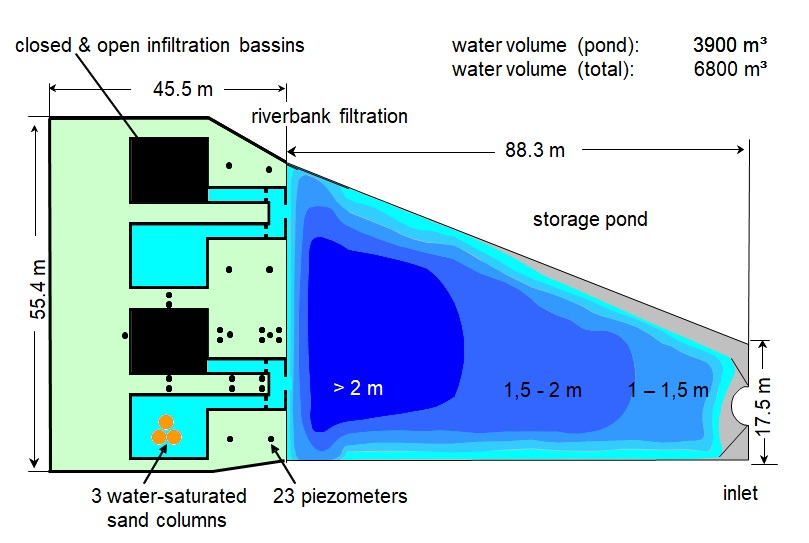 closed & open infiltration bassins
water volume (pond): 3900 m³
water volume (total): 6800 m³
45.5 m
riverbank filtration
88.3 m
storage pond
55.4 m
> 2 m
1,5 - 2 m
1 – 1,5 m
17.5 m
3 water-saturated
sand columns
23 piezometers
inlet